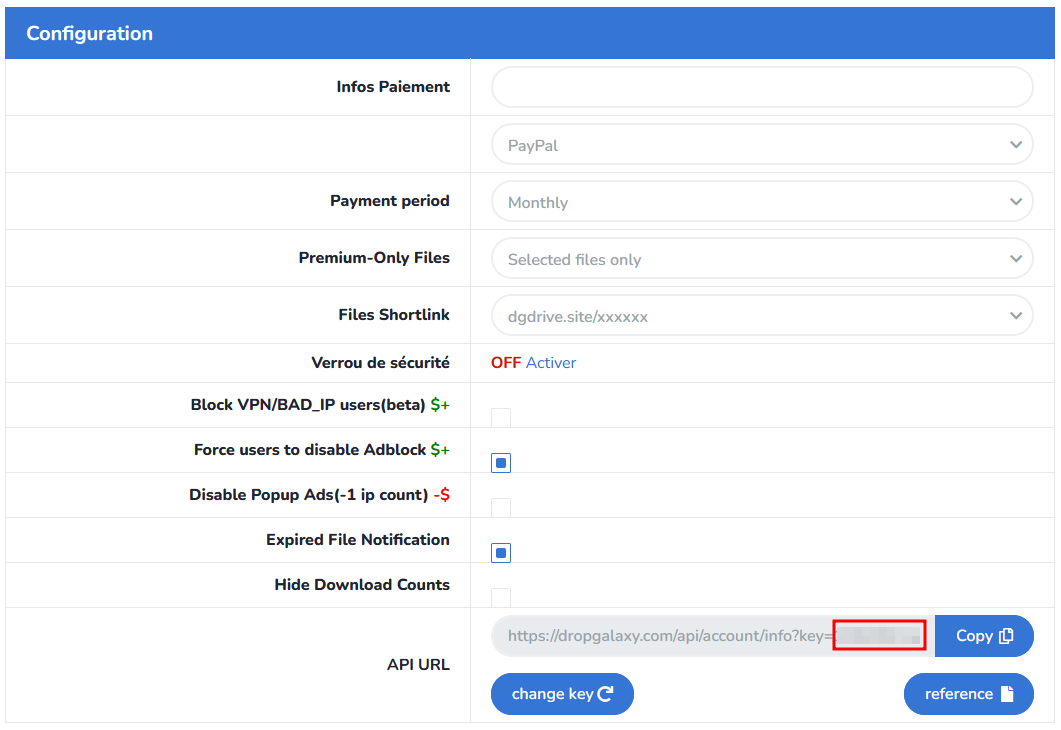 Configuration
Infos Paiement
PayPal
Payment period Monthly
Premium-Only Files Selected files only
Files Shortlink dgdrive.site/xxxxxx
Verrou de sécurité OFF Activer
Block VPN/BAD_IP users(beta) $+
Force users to disable Adblock $+
Disable Popup Ads(-1 ip count) -$
Expired File Notification
Hide Download Counts
https://dropgalaxy.com/api/account/info?key= Copy
API URL
change key reference